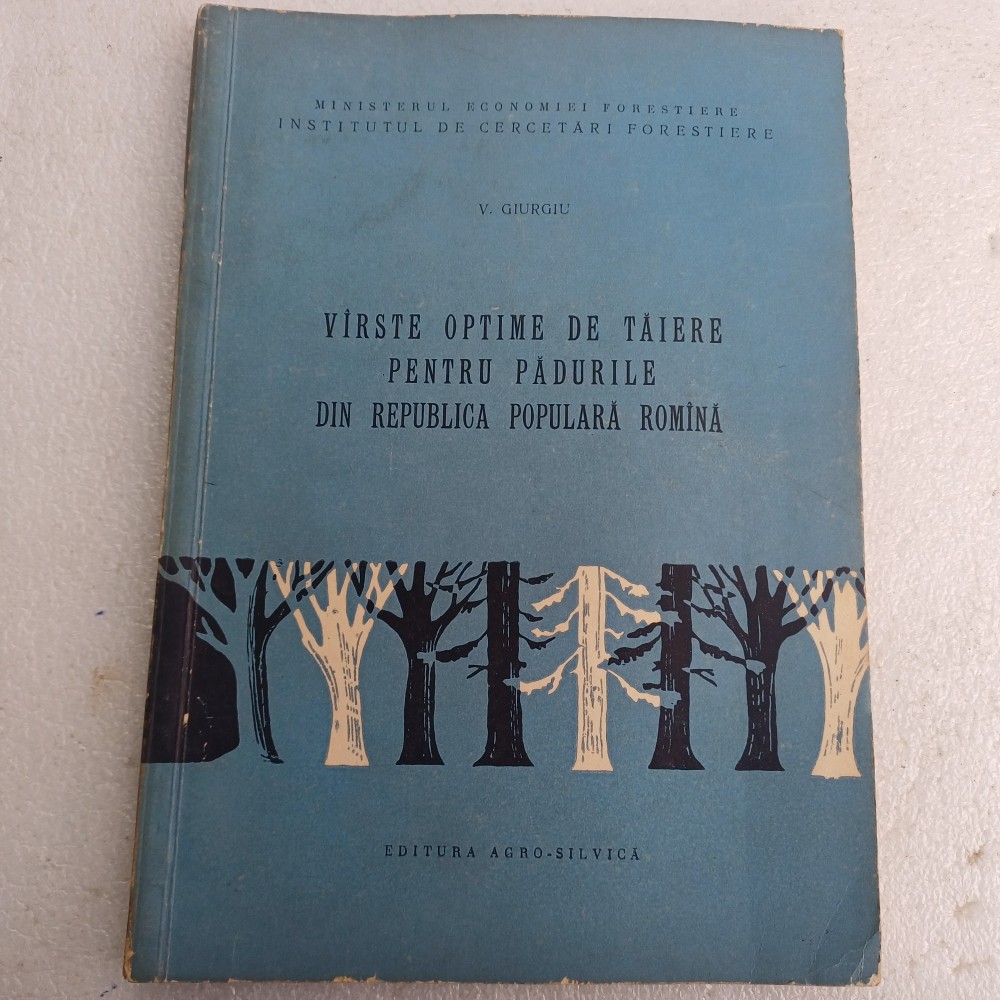 MINISTERUL ECONOMIEI FORESTIERE
INSTITUTUL DE CERCETĂRI FORESTIERE
V. GIURGIU
VÎRSTE OPTIME DE TĂIERE
PENTRU PĂDURILE
DIN REPUBLICA POPULARĂ ROMÎNĂ
EDITURA AGRO-SILVICĂ